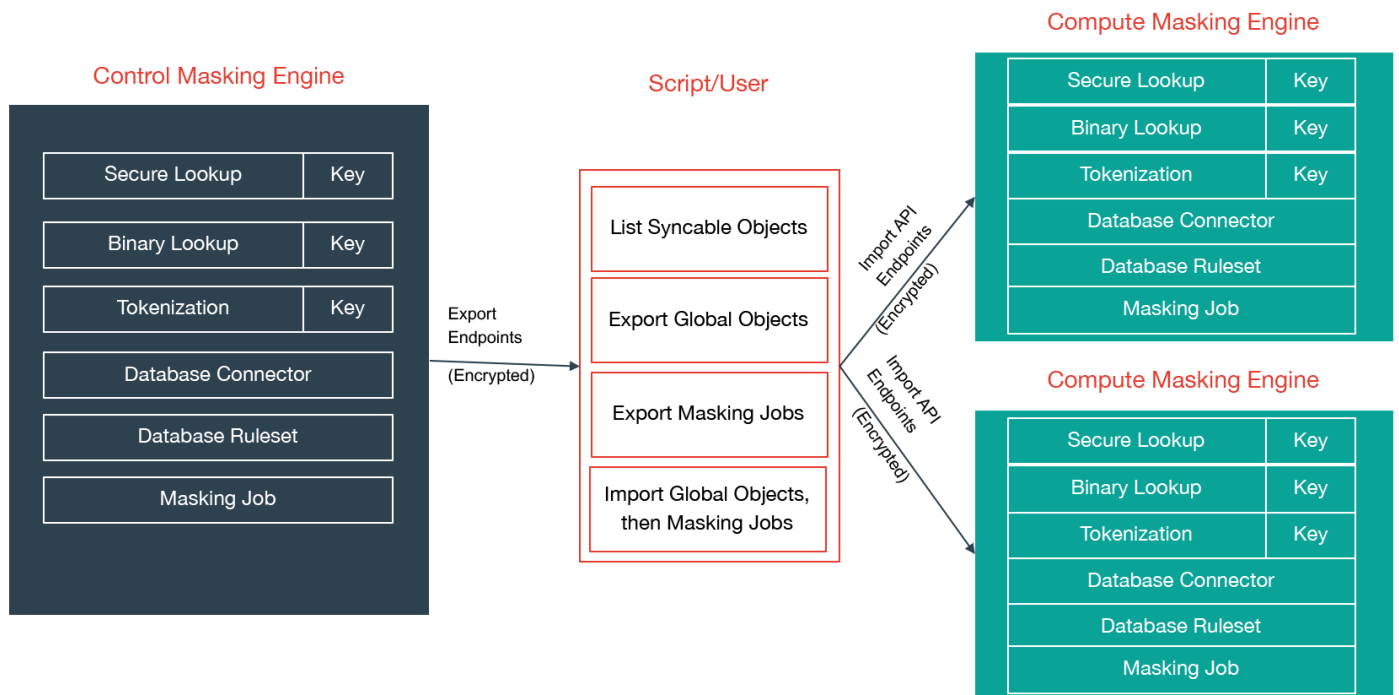 Control Masking Engine
Secure Lookup Key
Binary Lookup Key
Tokenization Key
Database Connector
Database Ruleset
Masking Job
Export
Endpoints
(Encrypted)
Script/User
List Syncable Objects
Export Global Objects
Export Masking Jobs
Import Global Objects,
then Masking Jobs
Import API
Endpoints
(Encrypted)
Import API
Endpoints
(Encrypted)
Compute Masking Engine
Secure Lookup Key
Binary Lookup Key
Tokenization Key
Database Connector
Database Ruleset
Masking Job
Compute Masking Engine
Secure Lookup Key
Binary Lookup Key
Tokenization Key
Database Connector
Database Ruleset
Masking Job